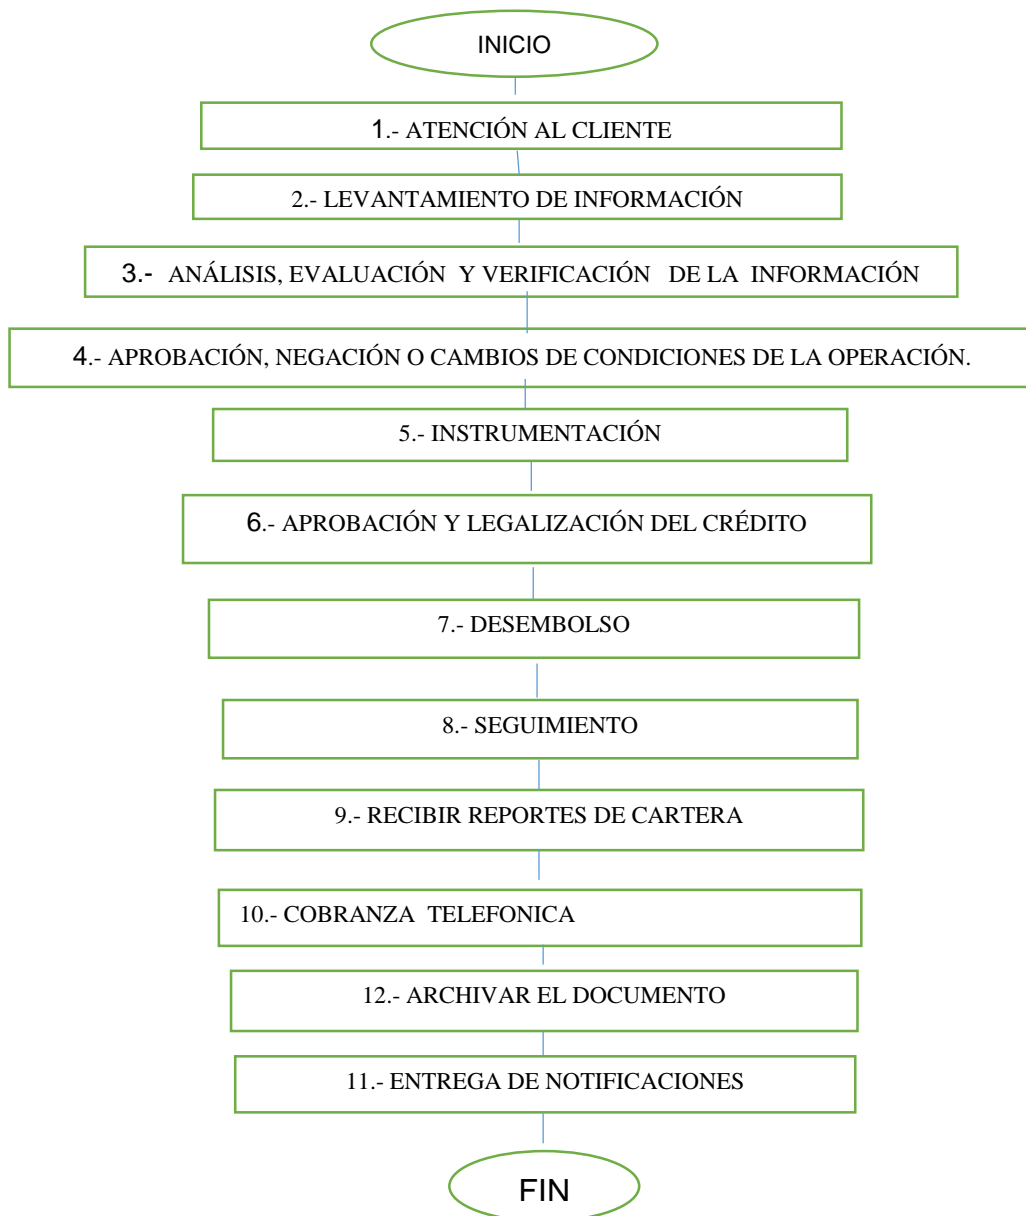 INICIO
1.- ATENCIÓN AL CLIENTE
2.- LEVANTAMIENTO DE INFORMACIÓN
3.- ANÁLISIS, EVALUACIÓN Y VERIFICACIÓN DE LA INFORMACIÓN
4.- APROBACIÓN, NEGACIÓN O CAMBIOS DE CONDICIONES DE LA OPERACIÓN.
5.- INSTRUMENTACIÓN
6.- APROBACIÓN Y LEGALIZACIÓN DEL CRÉDITO
7.- DESEMBOLSO
8.- SEGUIMIENTO
9.- RECIBIR REPORTES DE CARTERA
10.- COBRANZA TELEFONICA
12.- ARCHIVAR EL DOCUMENTO
11.- ENTREGA DE NOTIFICACIONES
FIN